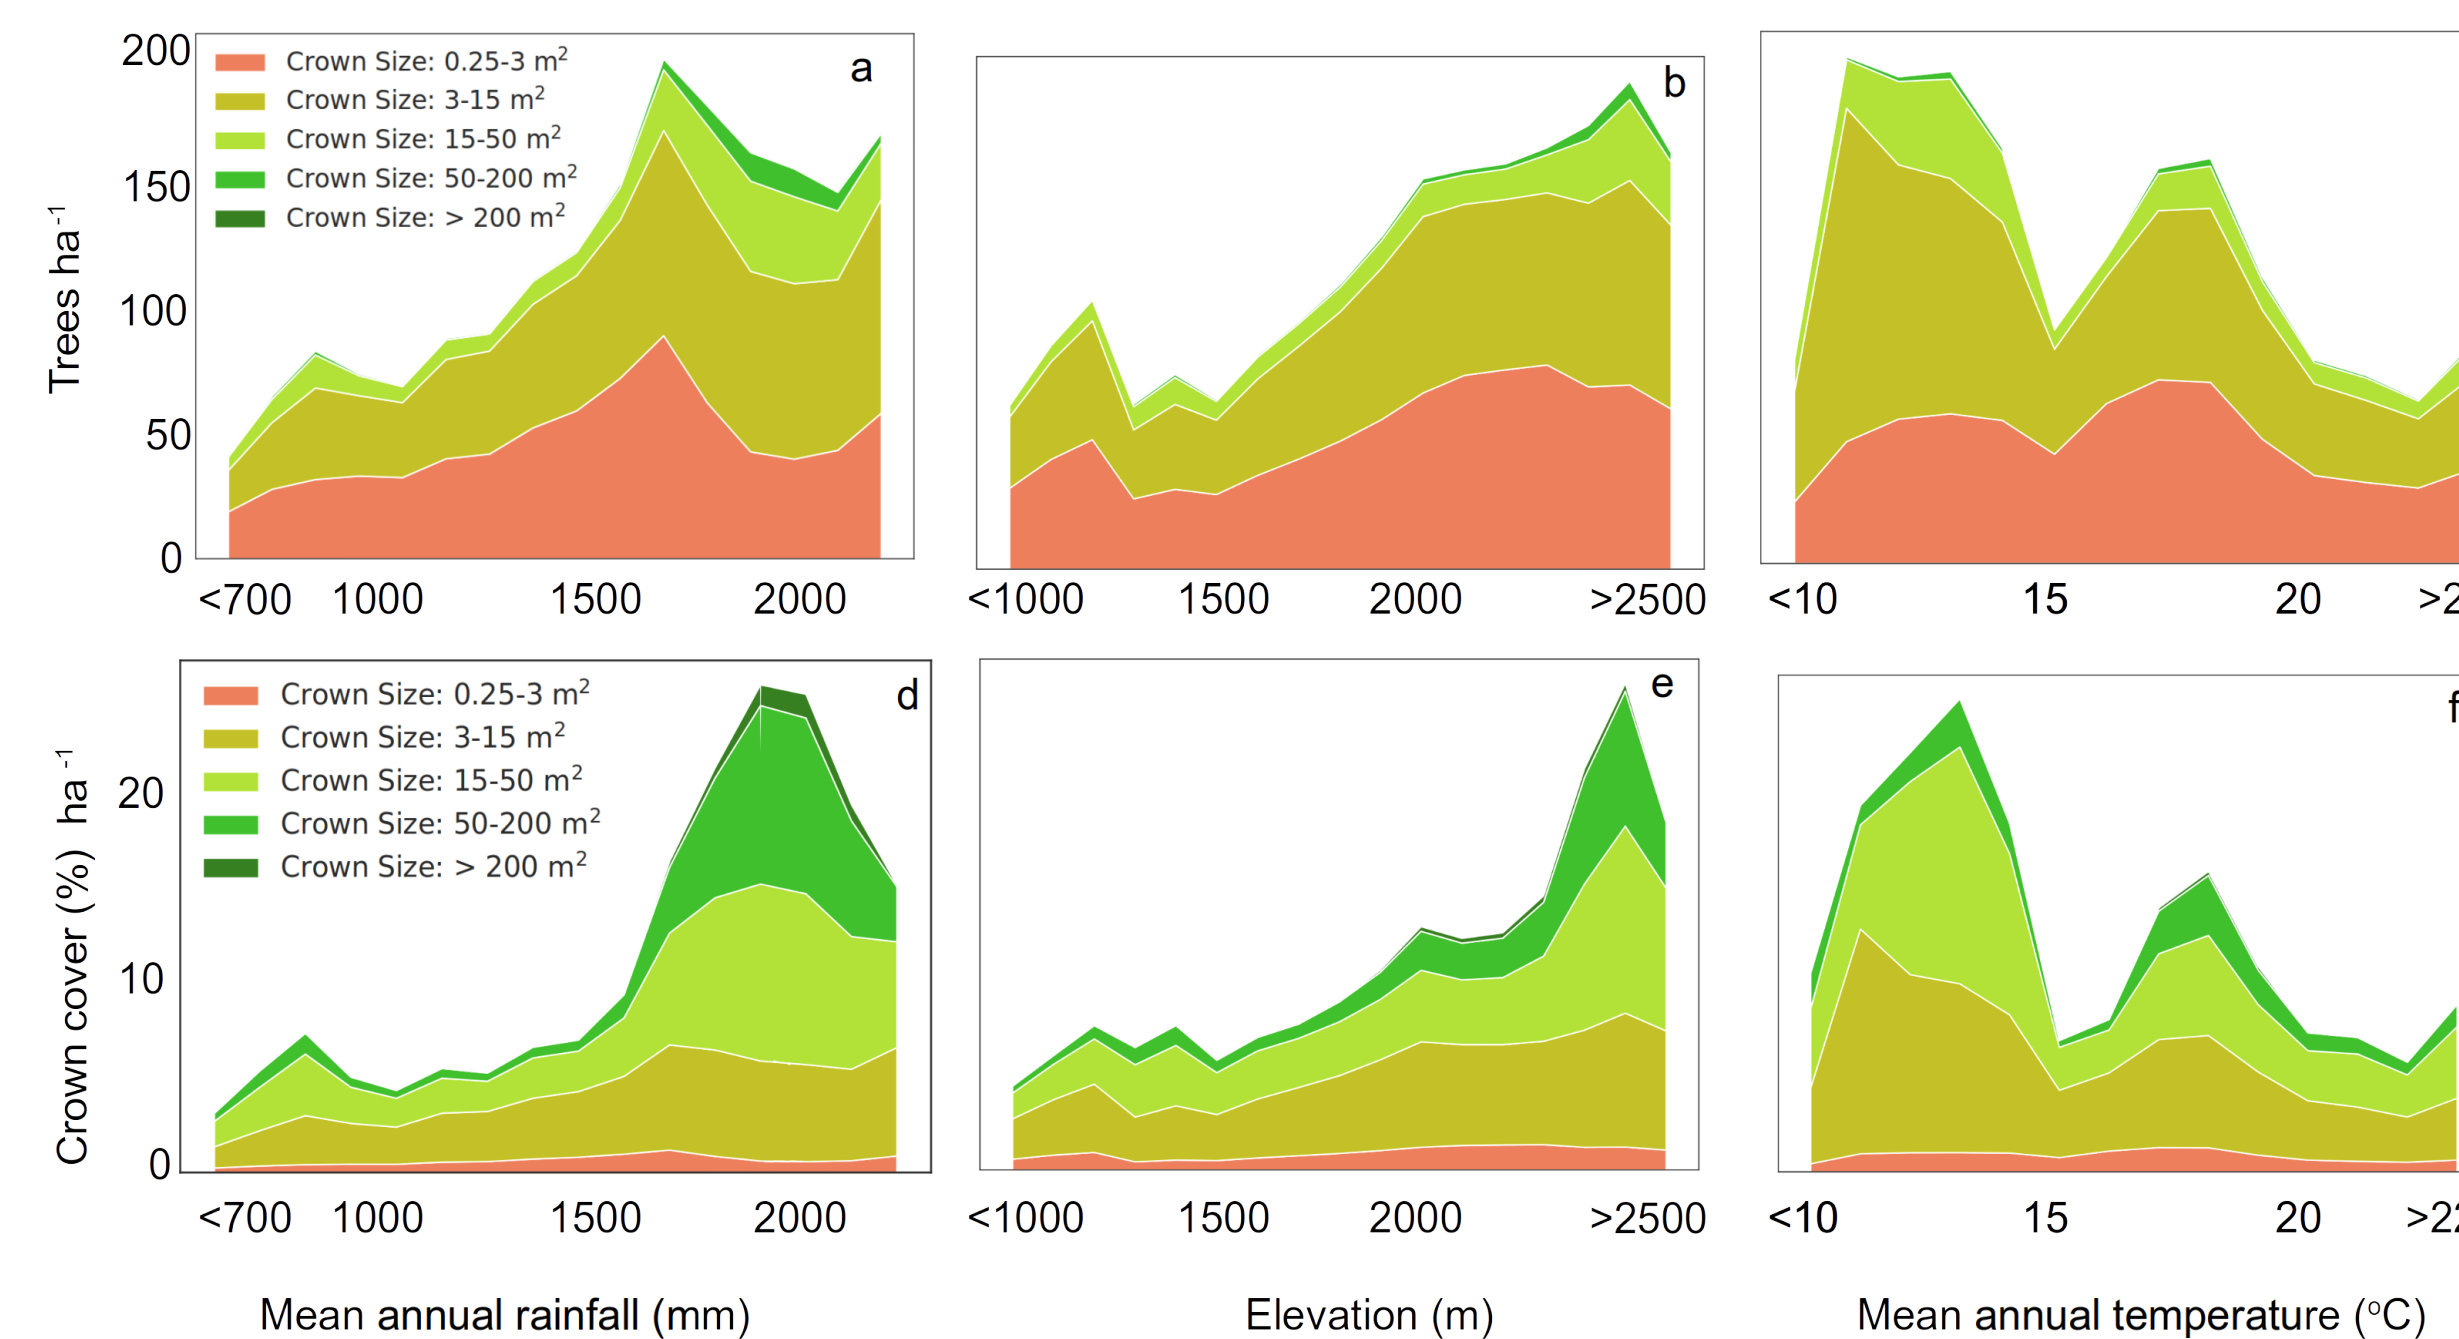 200
150
100
50
0
Trees ha⁻¹
Crown Size: 0.25-3 m²
Crown Size: 3-15 m²
Crown Size: 15-50 m²
Crown Size: 50-200 m²
Crown Size: > 200 m²
a
<700 1000 1500 2000
b
<1000 1500 2000 >2500
<10 15 20 >2
20
10
0
Crown cover (%) ha⁻¹
Crown Size: 0.25-3 m²
Crown Size: 3-15 m²
Crown Size: 15-50 m²
Crown Size: 50-200 m²
Crown Size: > 200 m²
d
<700 1000 1500 2000
Mean annual rainfall (mm)
e
<1000 1500 2000 >2500
Elevation (m)
f
<10 15 20 >22
Mean annual temperature (°C)